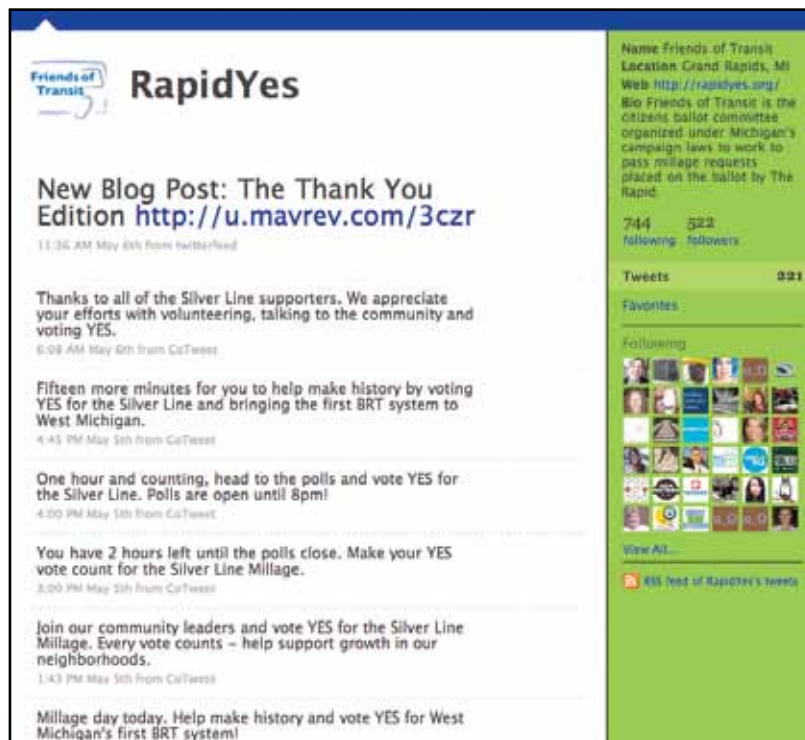 Friends of
Transit
RapidYes
New Blog Post: The Thank You
Edition http://u.mavrev.com/3czr
11:36 AM May 6th from twitterfeed
Thanks to all of the Silver Line supporters. We appreciate
your efforts with volunteering, talking to the community and
voting YES.
6:08 AM May 6th from CoTweet
Fifteen more minutes for you to help make history by voting
YES for the Silver Line and bringing the first BRT system to
West Michigan.
4:45 PM May 5th from CoTweet
One hour and counting, head to the polls and vote YES for
the Silver Line. Polls are open until 8pm!
4:00 PM May 5th from CoTweet
You have 2 hours left until the polls close. Make your YES
vote count for the Silver Line Millage.
3:00 PM May 5th from CoTweet
Join our community leaders and vote YES for the Silver Line
Millage. Every vote counts – help support growth in our
neighborhoods.
1:43 PM May 5th from CoTweet
Millage day today. Help make history and vote YES for West
Michigan's first BRT system!
Name Friends of Transit
Location Grand Rapids, MI
Web http://rapidyes.org/
Bio Friends of Transit is the
citizens ballot committee
organized under Michigan's
campaign laws to work to
pass millage requests
placed on the ballot by The
Rapid.
744 522
following followers
Tweets 221
Favorites
Following
View All...
RSS feed of RapidYes's tweets